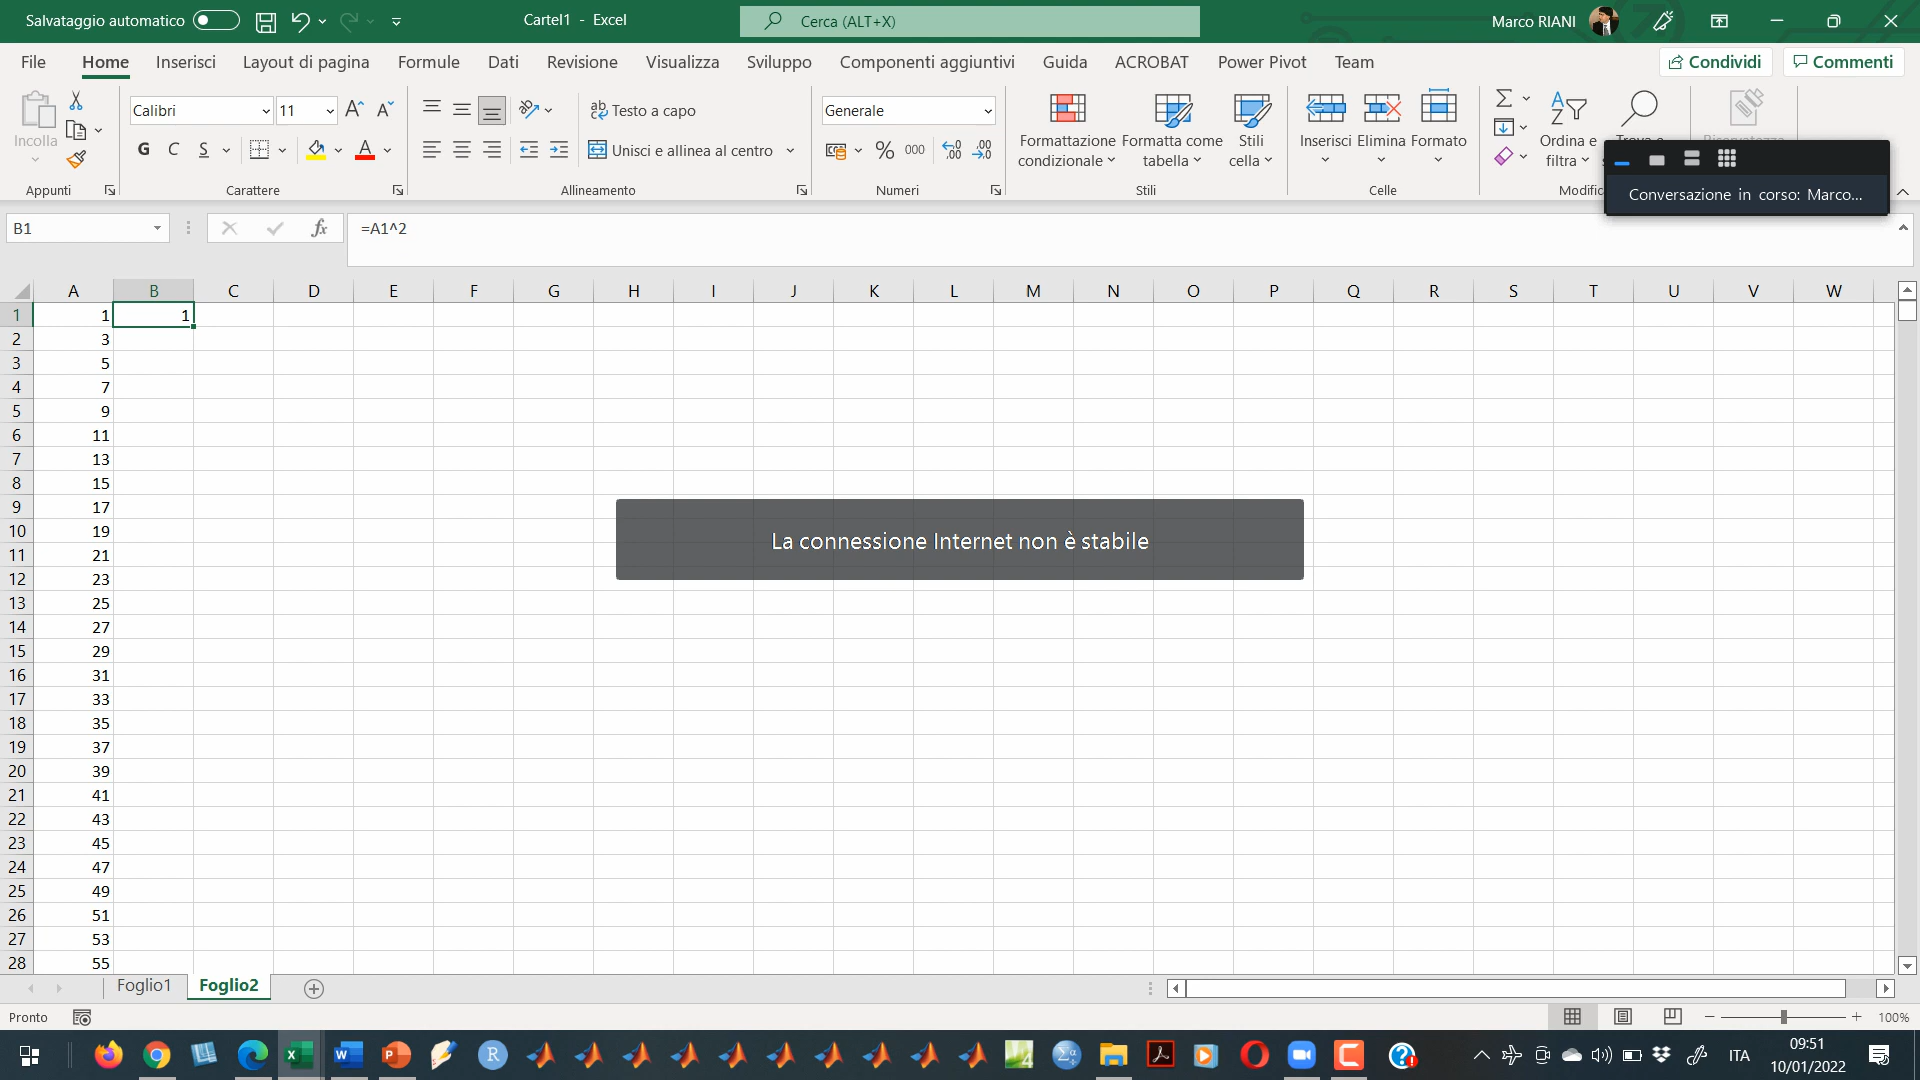 Salvataggio automatico
Cartel1 - Excel
Cerca (ALT+X)
Marco RIANI
File Home Inserisci Layout di pagina Formule Dati Revisione Visualizza Sviluppo Componenti aggiuntivi Guida ACROBAT Power Pivot Team
Condividi Commenti
Incolla
Calibri 11
Testo a capo
Generale
Formattazione condizionale
Formatta come tabella
Stili cella
Inserisci Elimina Formato
Ordina e filtra
G C S
Unisci e allinea al centro
% 000
Appunti Carattere Allineamento Numeri Stili Celle
Conversazione in corso: Marco...
B1
fx
=A1^2
A B C D E F G H I J K L M N O P Q R S T U V W
1 1 1
2 3
3 5
4 7
5 9
6 11
7 13
8 15
9 17
10 19
11 21
12 23
13 25
14 27
15 29
16 31
17 33
18 35
19 37
20 39
21 41
22 43
23 45
24 47
25 49
26 51
27 53
28 55
La connessione Internet non è stabile
Foglio1 Foglio2
Pronto
100%
ITA
09:51
10/01/2022